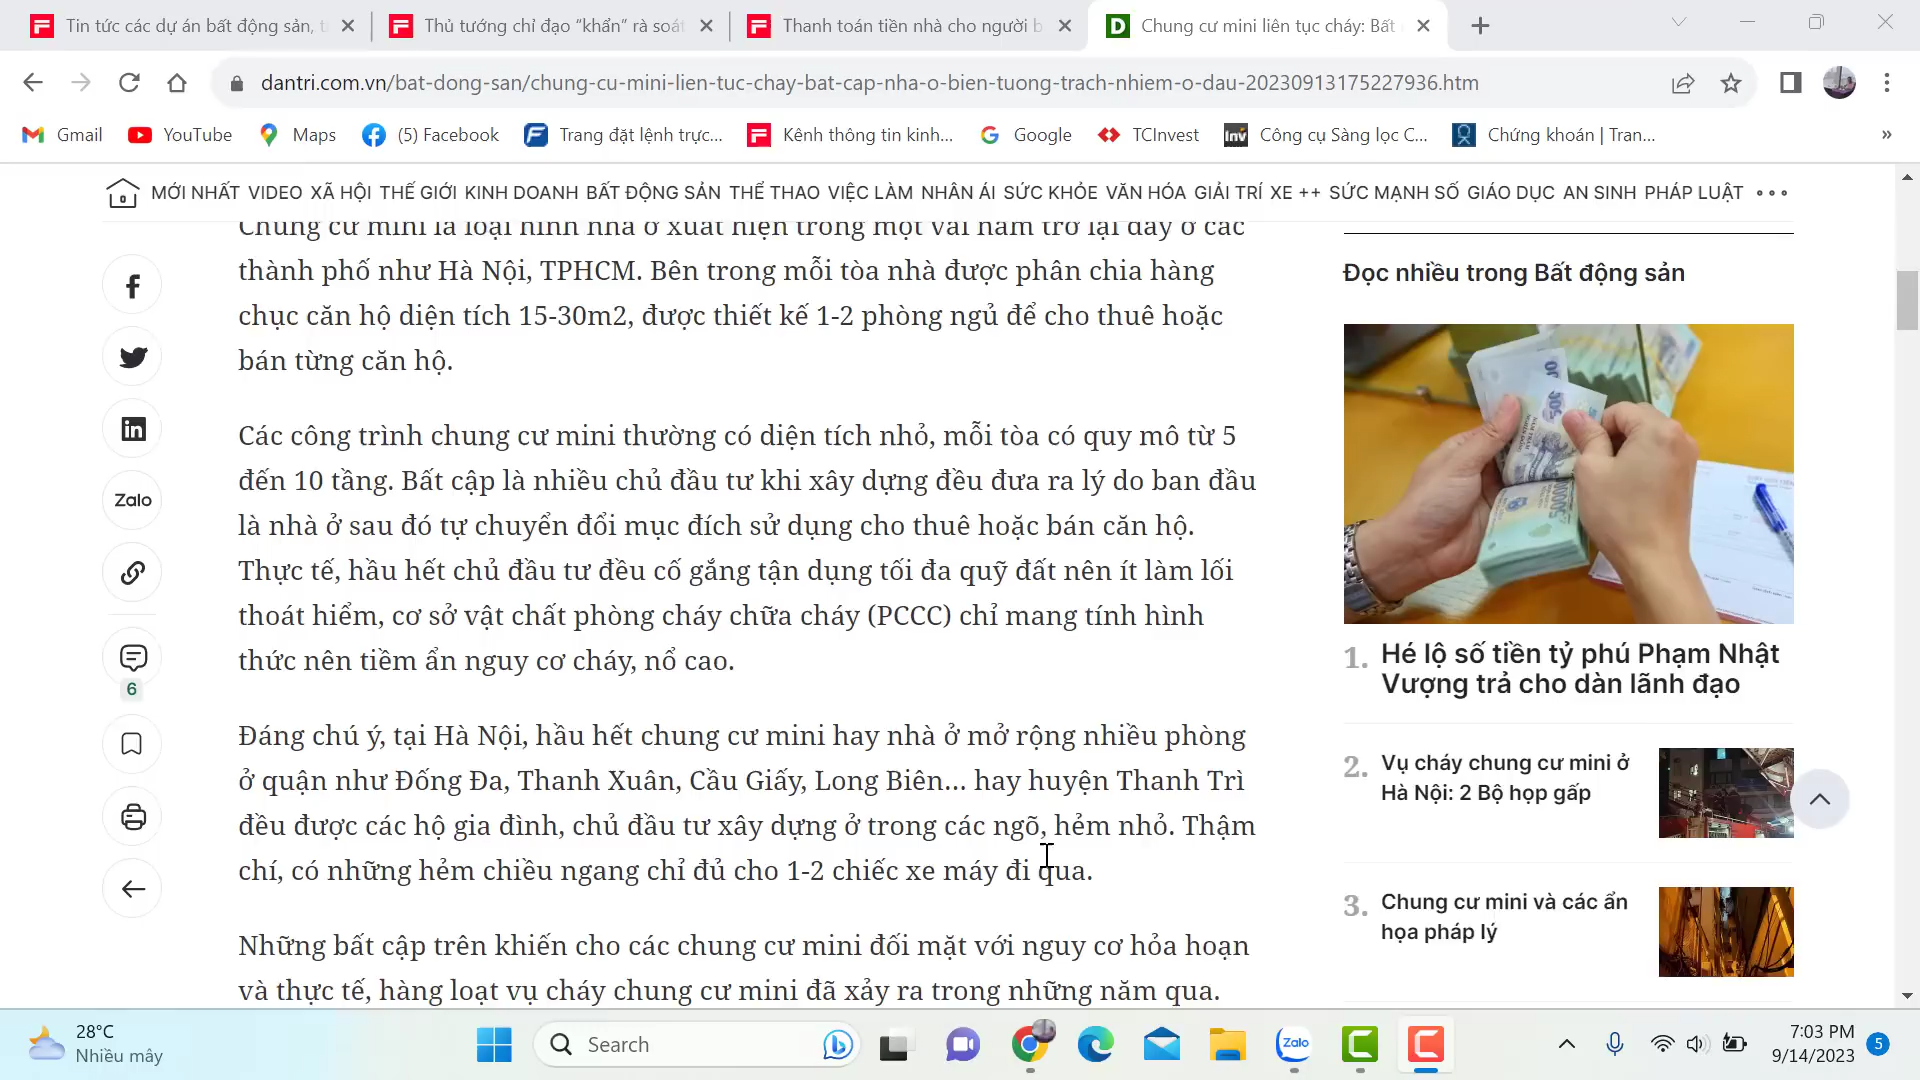 Tin tức các dự án bất động sản, t
Thủ tướng chỉ đạo “khẩn” rà soát
Thanh toán tiền nhà cho người b
Chung cư mini liên tục cháy: Bất
dantri.com.vn/bat-dong-san/chung-cu-mini-lien-tuc-chay-bat-cap-nha-o-bien-tuong-trach-nhiem-o-dau-20230913175227936.htm
Gmail
YouTube
Maps
(5) Facebook
Trang đặt lệnh trực...
Kênh thông tin kinh...
Google
TCInvest
Inv
Công cụ Sàng lọc C...
Chứng khoán | Tran...
»
MỚI NHẤT VIDEO XÃ HỘI THẾ GIỚI KINH DOANH BẤT ĐỘNG SẢN THỂ THAO VIỆC LÀM NHÂN ÁI SỨC KHỎE VĂN HÓA GIẢI TRÍ XE ++ SỨC MẠNH SỐ GIÁO DỤC AN SINH PHÁP LUẬT
Chung cư mini là loại hình nhà ở xuất hiện trong một vài năm trở lại đây ở các
thành phố như Hà Nội, TPHCM. Bên trong mỗi tòa nhà được phân chia hàng
chục căn hộ diện tích 15-30m2, được thiết kế 1-2 phòng ngủ để cho thuê hoặc
bán từng căn hộ.
Các công trình chung cư mini thường có diện tích nhỏ, mỗi tòa có quy mô từ 5
đến 10 tầng. Bất cập là nhiều chủ đầu tư khi xây dựng đều đưa ra lý do ban đầu
là nhà ở sau đó tự chuyển đổi mục đích sử dụng cho thuê hoặc bán căn hộ.
Thực tế, hầu hết chủ đầu tư đều cố gắng tận dụng tối đa quỹ đất nên ít làm lối
thoát hiểm, cơ sở vật chất phòng cháy chữa cháy (PCCC) chỉ mang tính hình
thức nên tiềm ẩn nguy cơ cháy, nổ cao.
Đáng chú ý, tại Hà Nội, hầu hết chung cư mini hay nhà ở mở rộng nhiều phòng
ở quận như Đống Đa, Thanh Xuân, Cầu Giấy, Long Biên... hay huyện Thanh Trì
đều được các hộ gia đình, chủ đầu tư xây dựng ở trong các ngõ, hẻm nhỏ. Thậm
chí, có những hẻm chiều ngang chỉ đủ cho 1-2 chiếc xe máy đi qua.
Những bất cập trên khiến cho các chung cư mini đối mặt với nguy cơ hỏa hoạn
và thực tế, hàng loạt vụ cháy chung cư mini đã xảy ra trong những năm qua.
Zalo
6
Đọc nhiều trong Bất động sản
1. Hé lộ số tiền tỷ phú Phạm Nhật
Vượng trả cho dàn lãnh đạo
2. Vụ cháy chung cư mini ở
Hà Nội: 2 Bộ họp gấp
3. Chung cư mini và các ẩn
họa pháp lý
28°C
Nhiều mây
Search
Zalo
7:03 PM
9/14/2023
5